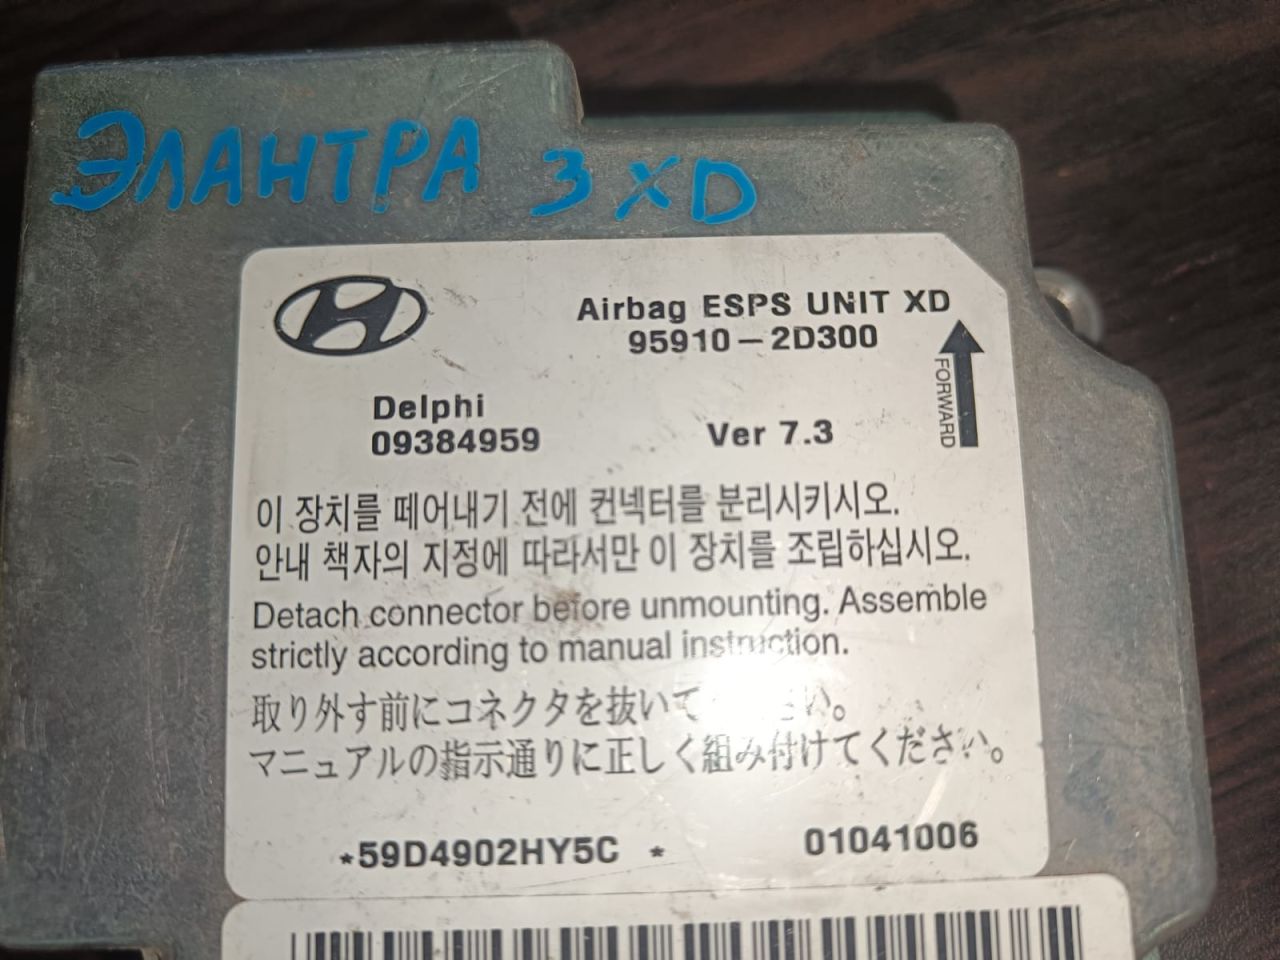 ЭЛАНТРА 3 XD
Airbag ESPS UNIT XD
95910-2D300
FORWARD
Delphi
09384959
Ver 7.3
이 장치를 떼어내기 전에 컨넥터를 분리시키시오.
안내 책자의 지정에 따라서만 이 장치를 조립하십시오.
Detach connector before unmounting. Assemble
strictly according to manual instruction.
取り外す前にコネクタを抜いてください。
マニュアルの指示通りに正しく組み付けてください。
*59D4902HY5C *
01041006